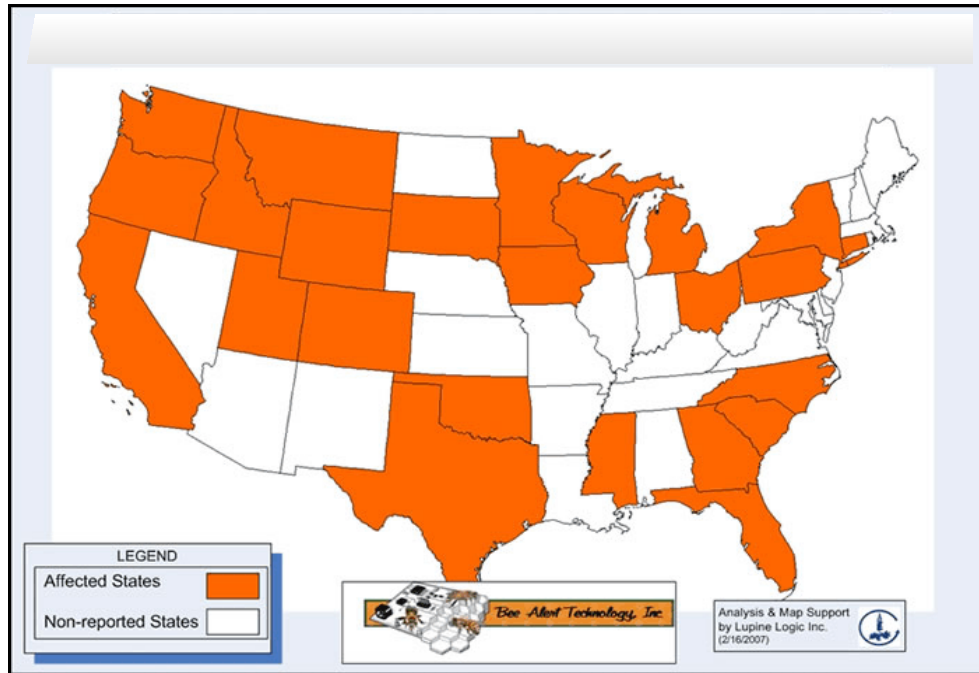 LEGEND
Affected States
Non-reported States
Bee Alert Technology, Inc.
Analysis & Map Support
by Lupine Logic Inc.
(2/16/2007)